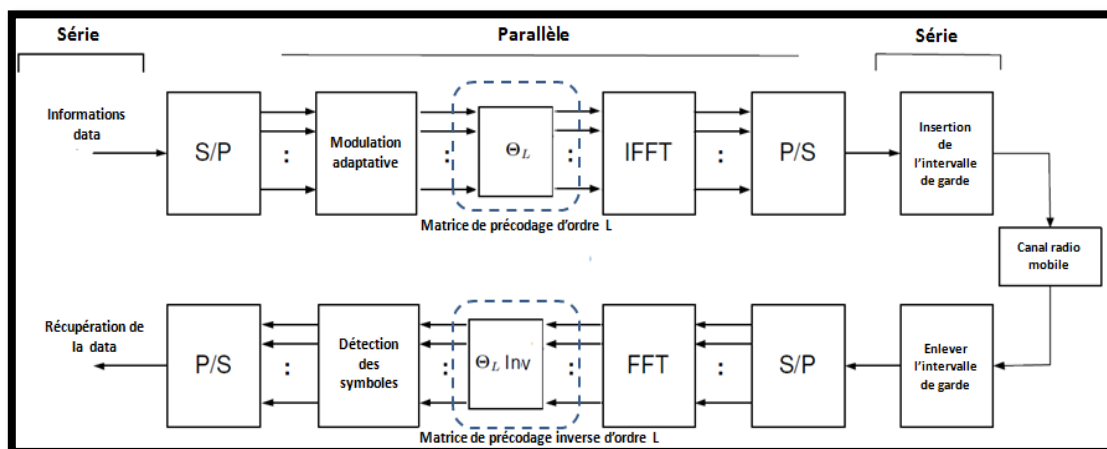 Série
Parallèle
Série
Informations
data
S/P
:
Modulation
adaptative
:
Θ_L
:
IFFT
:
P/S
Insertion
de
l'intervalle
de garde
Matrice de précodage d'ordre L
Canal radio
mobile
Récupération de
la data
P/S
:
Détection
des
symboles
:
Θ_L Inv
:
FFT
:
S/P
Enlever
l'intervalle
de garde
Matrice de précodage inverse d'ordre L